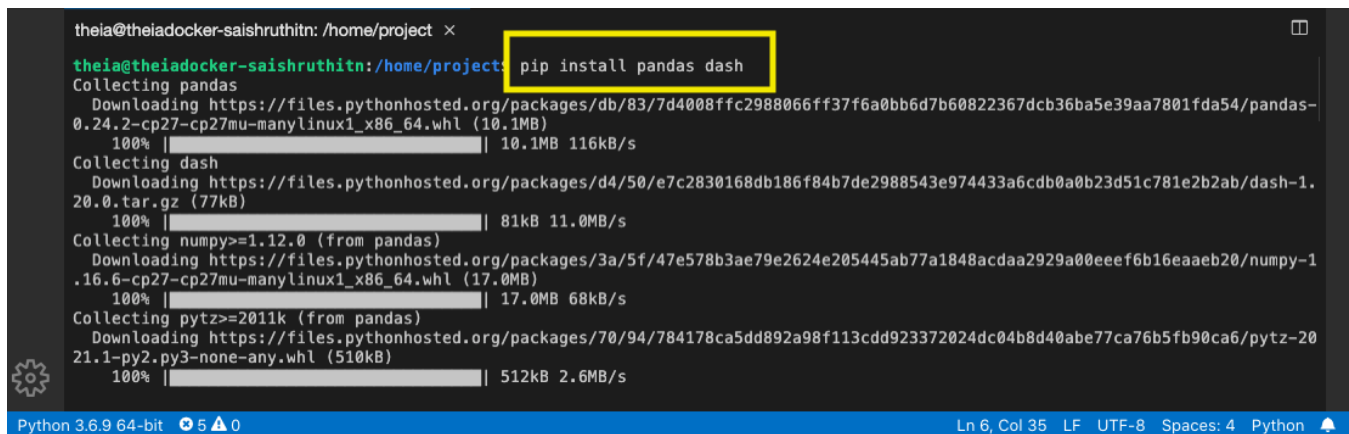 theia@theiadocker-saishruthitn: /home/project ×
theia@theiadocker-saishruthitn:/home/project$ pip install pandas dash
Collecting pandas
Downloading https://files.pythonhosted.org/packages/db/83/7d4008ffc2988066ff37f6a0bb6d7b60822367dcb36ba5e39aa7801fda54/pandas-
0.24.2-cp27-cp27mu-manylinux1_x86_64.whl (10.1MB)
100% || 10.1MB 116kB/s
Collecting dash
Downloading https://files.pythonhosted.org/packages/d4/50/e7c2830168db186f84b7de2988543e974433a6cdb0a0b23d51c781e2b2ab/dash-1.
20.0.tar.gz (77kB)
100% || 81kB 11.0MB/s
Collecting numpy>=1.12.0 (from pandas)
Downloading https://files.pythonhosted.org/packages/3a/5f/47e578b3ae79e2624e205445ab77a1848acdaa2929a00eeef6b16eaaeb20/numpy-1
.16.6-cp27-cp27mu-manylinux1_x86_64.whl (17.0MB)
100% || 17.0MB 68kB/s
Collecting pytz>=2011k (from pandas)
Downloading https://files.pythonhosted.org/packages/70/94/784178ca5dd892a98f113cdd923372024dc04b8d40abe77ca76b5fb90ca6/pytz-20
21.1-py2.py3-none-any.whl (510kB)
100% || 512kB 2.6MB/s
Python 3.6.9 64-bit 5 0 Ln 6, Col 35 LF UTF-8 Spaces: 4 Python